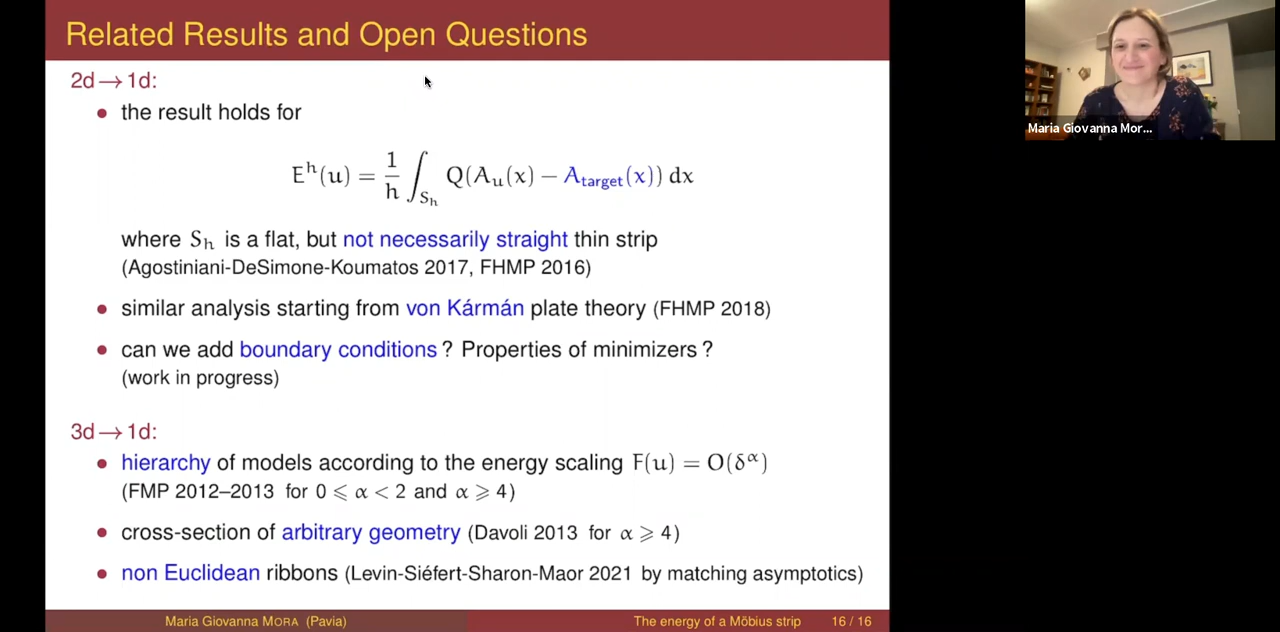 Related Results and Open Questions
2d → 1d:
• the result holds for
Eʰ(u) = 1/h ∫_{S_h} Q(A_u(x) − A_target(x)) dx
where S_h is a flat, but not necessarily straight thin strip
(Agostiniani-DeSimone-Koumatos 2017, FHMP 2016)
• similar analysis starting from von Kármán plate theory (FHMP 2018)
• can we add boundary conditions? Properties of minimizers?
(work in progress)
3d → 1d:
• hierarchy of models according to the energy scaling F(u) = O(δ^α)
(FMP 2012–2013 for 0 ⩽ α < 2 and α ⩾ 4)
• cross-section of arbitrary geometry (Davoli 2013 for α ⩾ 4)
• non Euclidean ribbons (Levin-Siéfert-Sharon-Maor 2021 by matching asymptotics)
Maria Giovanna MORA (Pavia) The energy of a Möbius strip 16 / 16
Maria Giovanna Mor...